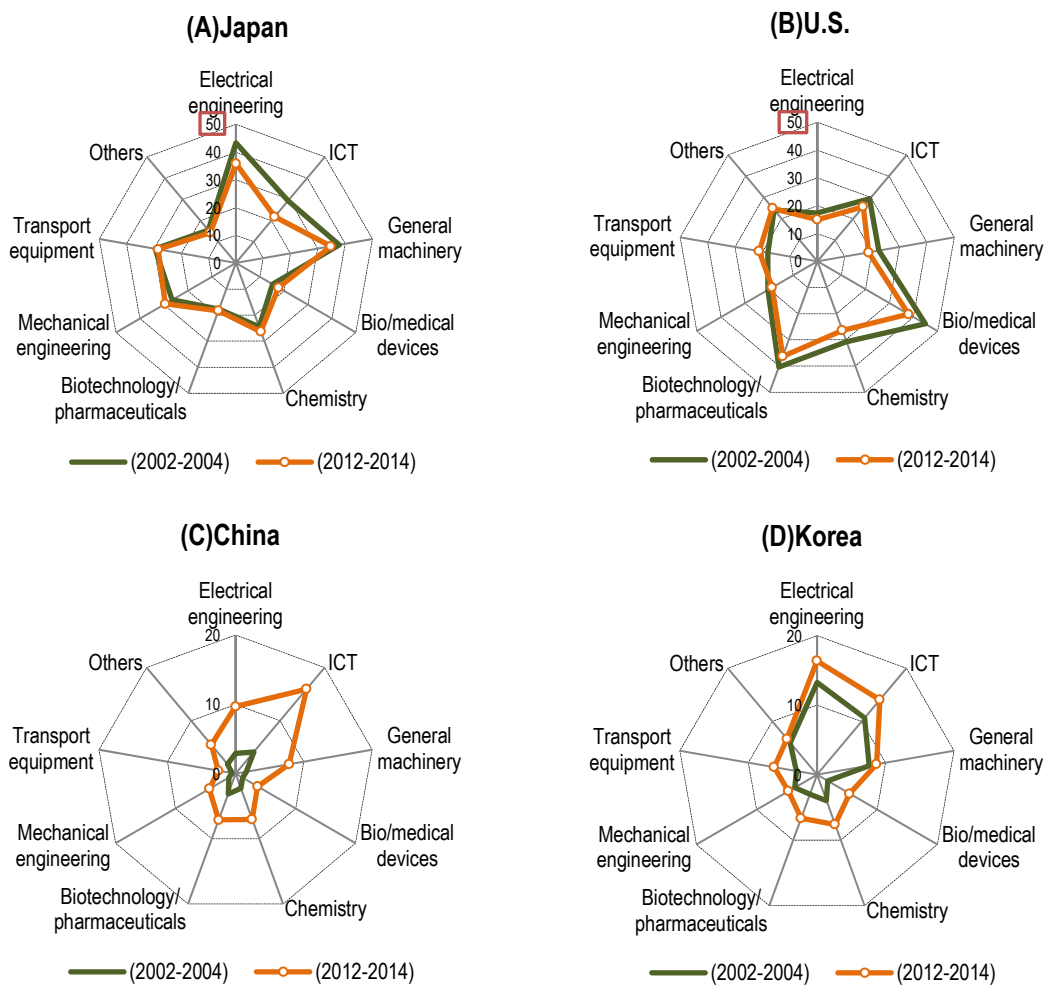 (A)Japan
Electrical
engineering
50
40
30
20
10
0
ICT
General
machinery
Bio/medical
devices
Chemistry
Biotechnology/
pharmaceuticals
Mechanical
engineering
Transport
equipment
Others
(2002-2004)
(2012-2014)
(B)U.S.
Electrical
engineering
50
40
30
20
10
0
ICT
General
machinery
Bio/medical
devices
Chemistry
Biotechnology/
pharmaceuticals
Mechanical
engineering
Transport
equipment
Others
(2002-2004)
(2012-2014)
(C)China
Electrical
engineering
20
10
0
ICT
General
machinery
Bio/medical
devices
Chemistry
Biotechnology/
pharmaceuticals
Mechanical
engineering
Transport
equipment
Others
(2002-2004)
(2012-2014)
(D)Korea
Electrical
engineering
20
10
0
ICT
General
machinery
Bio/medical
devices
Chemistry
Biotechnology/
pharmaceuticals
Mechanical
engineering
Transport
equipment
Others
(2002-2004)
(2012-2014)